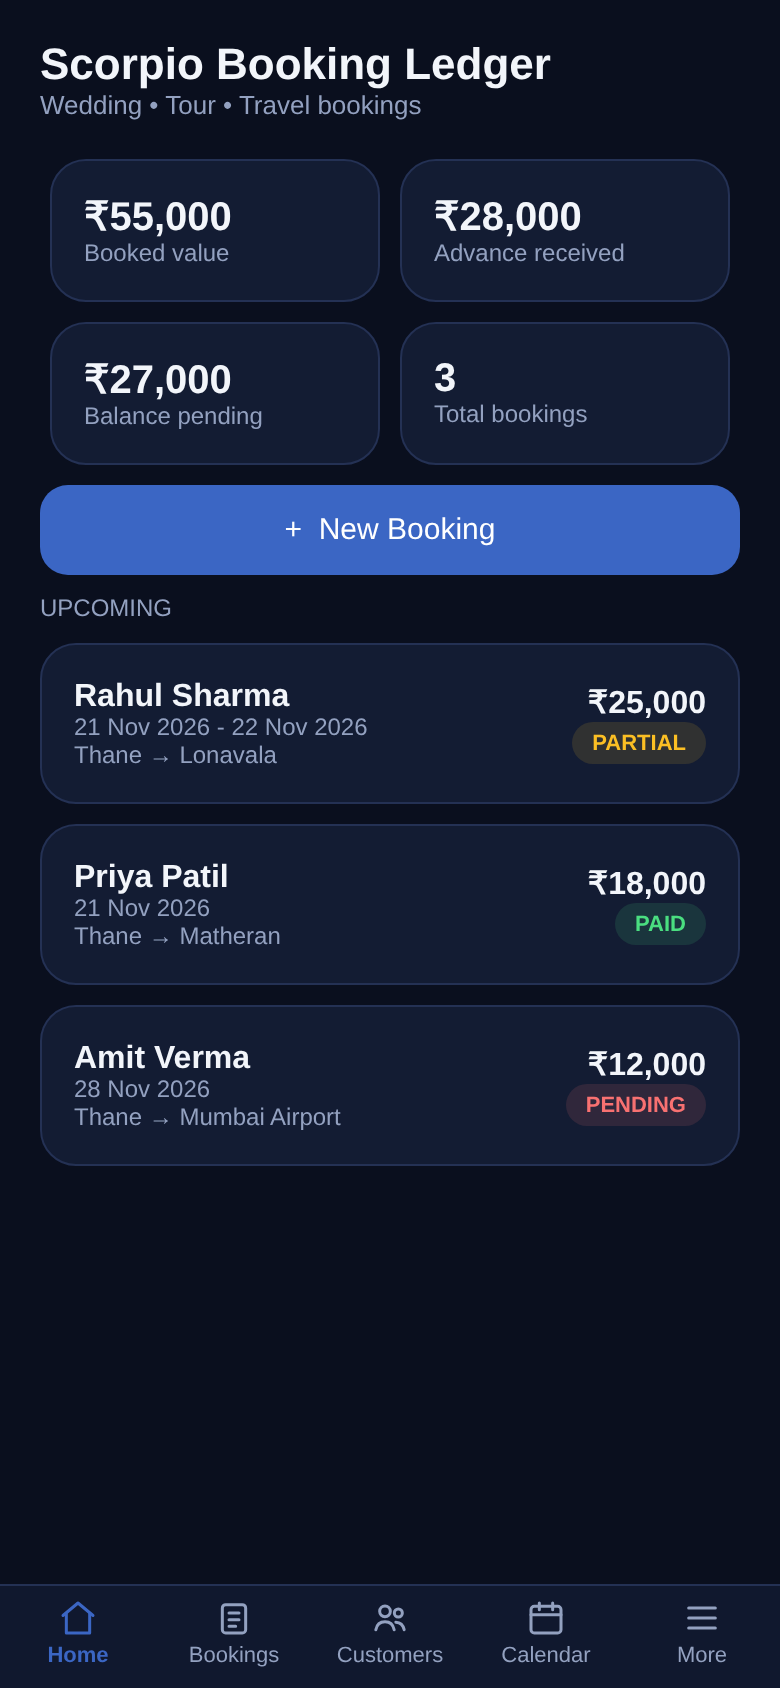 Scorpio Booking Ledger
Wedding • Tour • Travel bookings
₹55,000
Booked value
₹28,000
Advance received
₹27,000
Balance pending
3
Total bookings
+ New Booking
UPCOMING
Rahul Sharma
21 Nov 2026 - 22 Nov 2026
Thane → Lonavala
₹25,000
PARTIAL
Priya Patil
21 Nov 2026
Thane → Matheran
₹18,000
PAID
Amit Verma
28 Nov 2026
Thane → Mumbai Airport
₹12,000
PENDING
Home
Bookings
Customers
Calendar
More